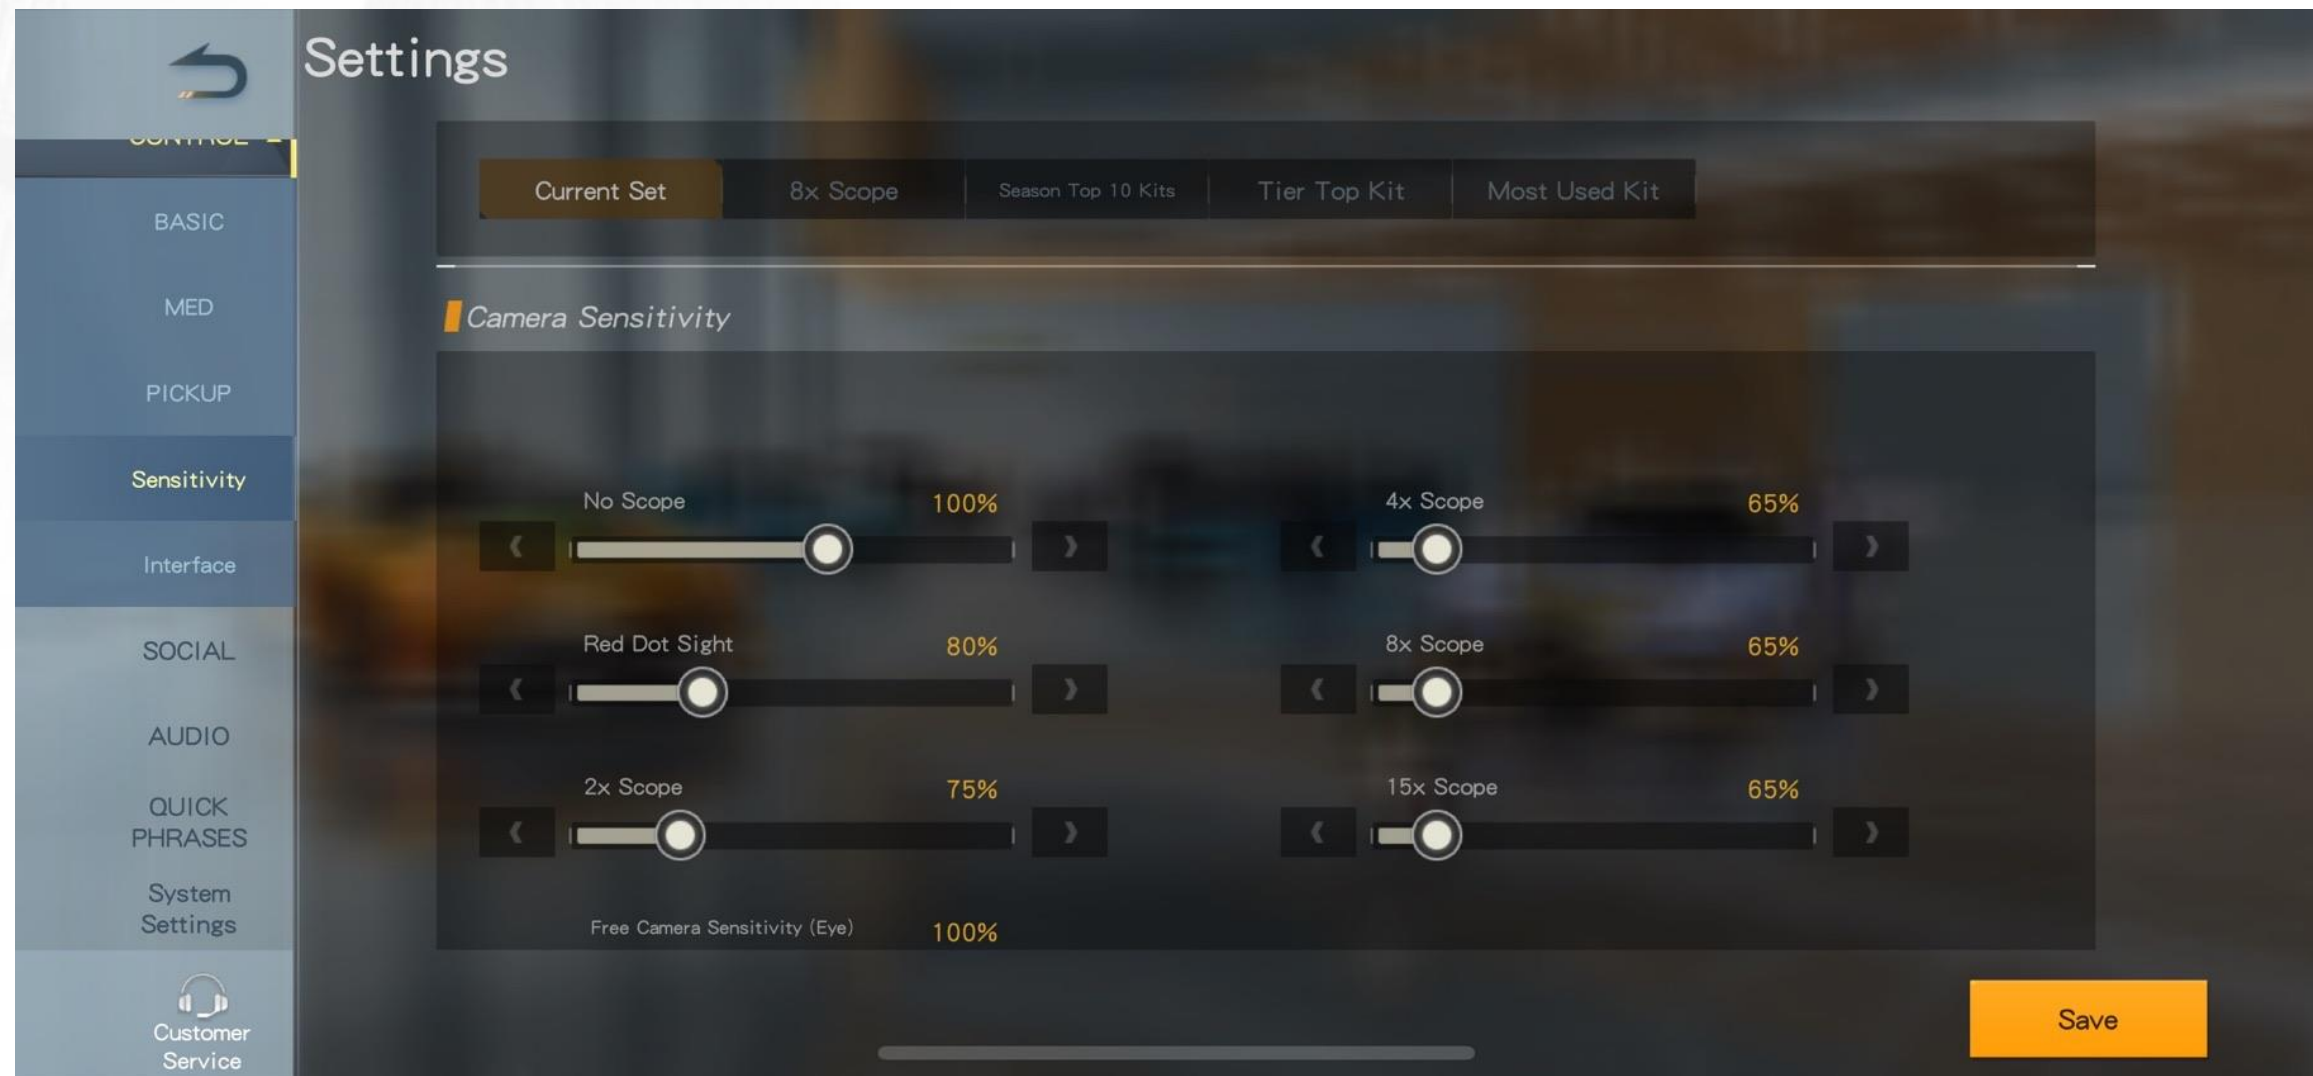 Settings
CONTROL
BASIC
MED
PICKUP
Sensitivity
Interface
SOCIAL
AUDIO
QUICK
PHRASES
System
Settings
Customer
Service
Current Set
8x Scope
Season Top 10 Kits
Tier Top Kit
Most Used Kit
Camera Sensitivity
No Scope 100%
4x Scope 65%
Red Dot Sight 80%
8x Scope 65%
2x Scope 75%
15x Scope 65%
Free Camera Sensitivity (Eye) 100%
Save